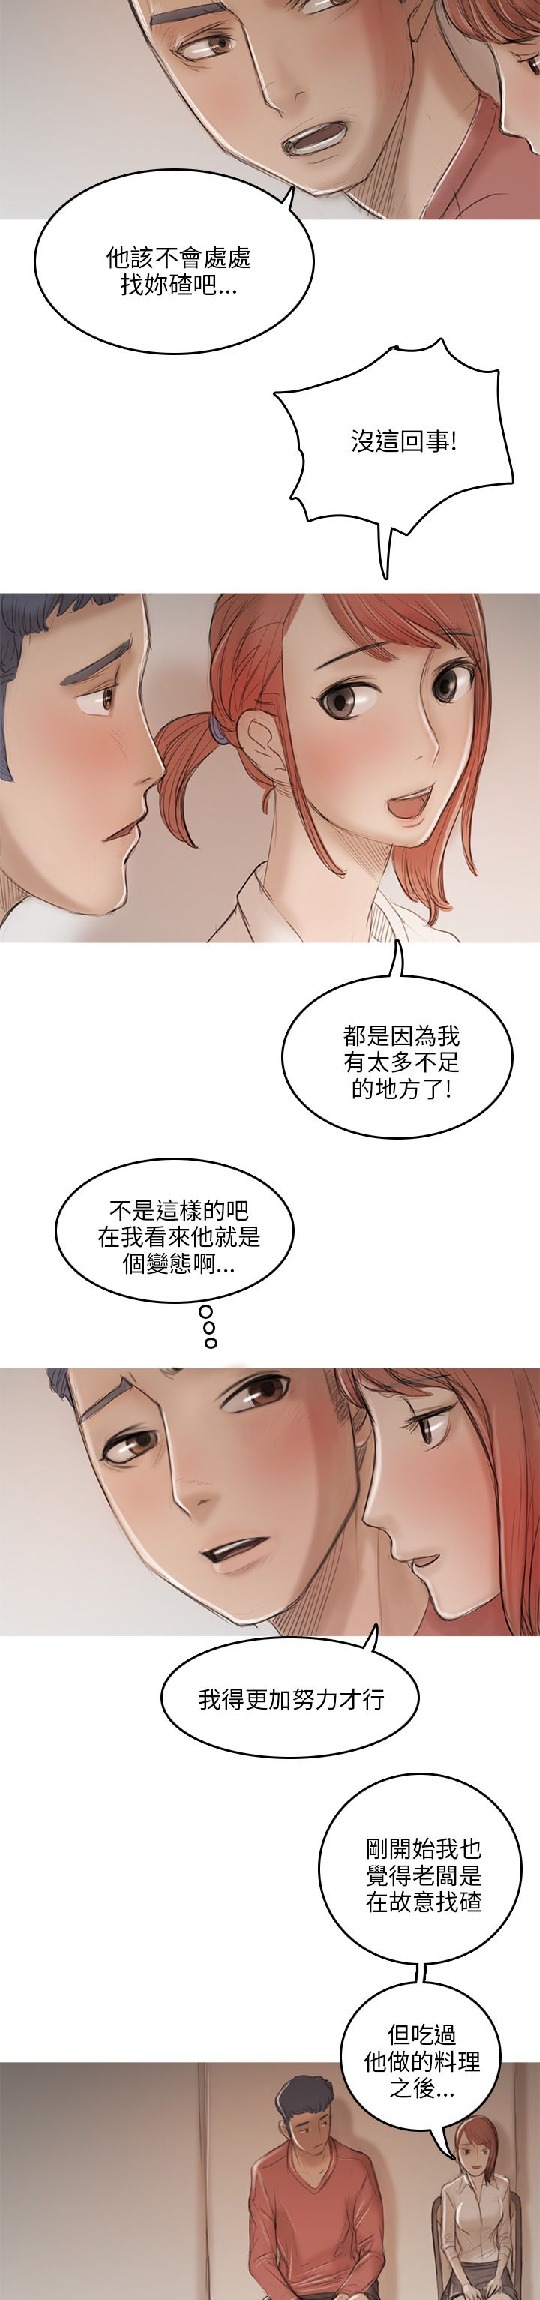 他該不會處處
找妳碴吧...
沒這回事!
都是因為我
有太多不足
的地方了!
不是這樣的吧
在我看來他就是
個變態啊...
我得更加努力才行
剛開始我也
覺得老闆是
在故意找碴
但吃過
他做的料理
之後...